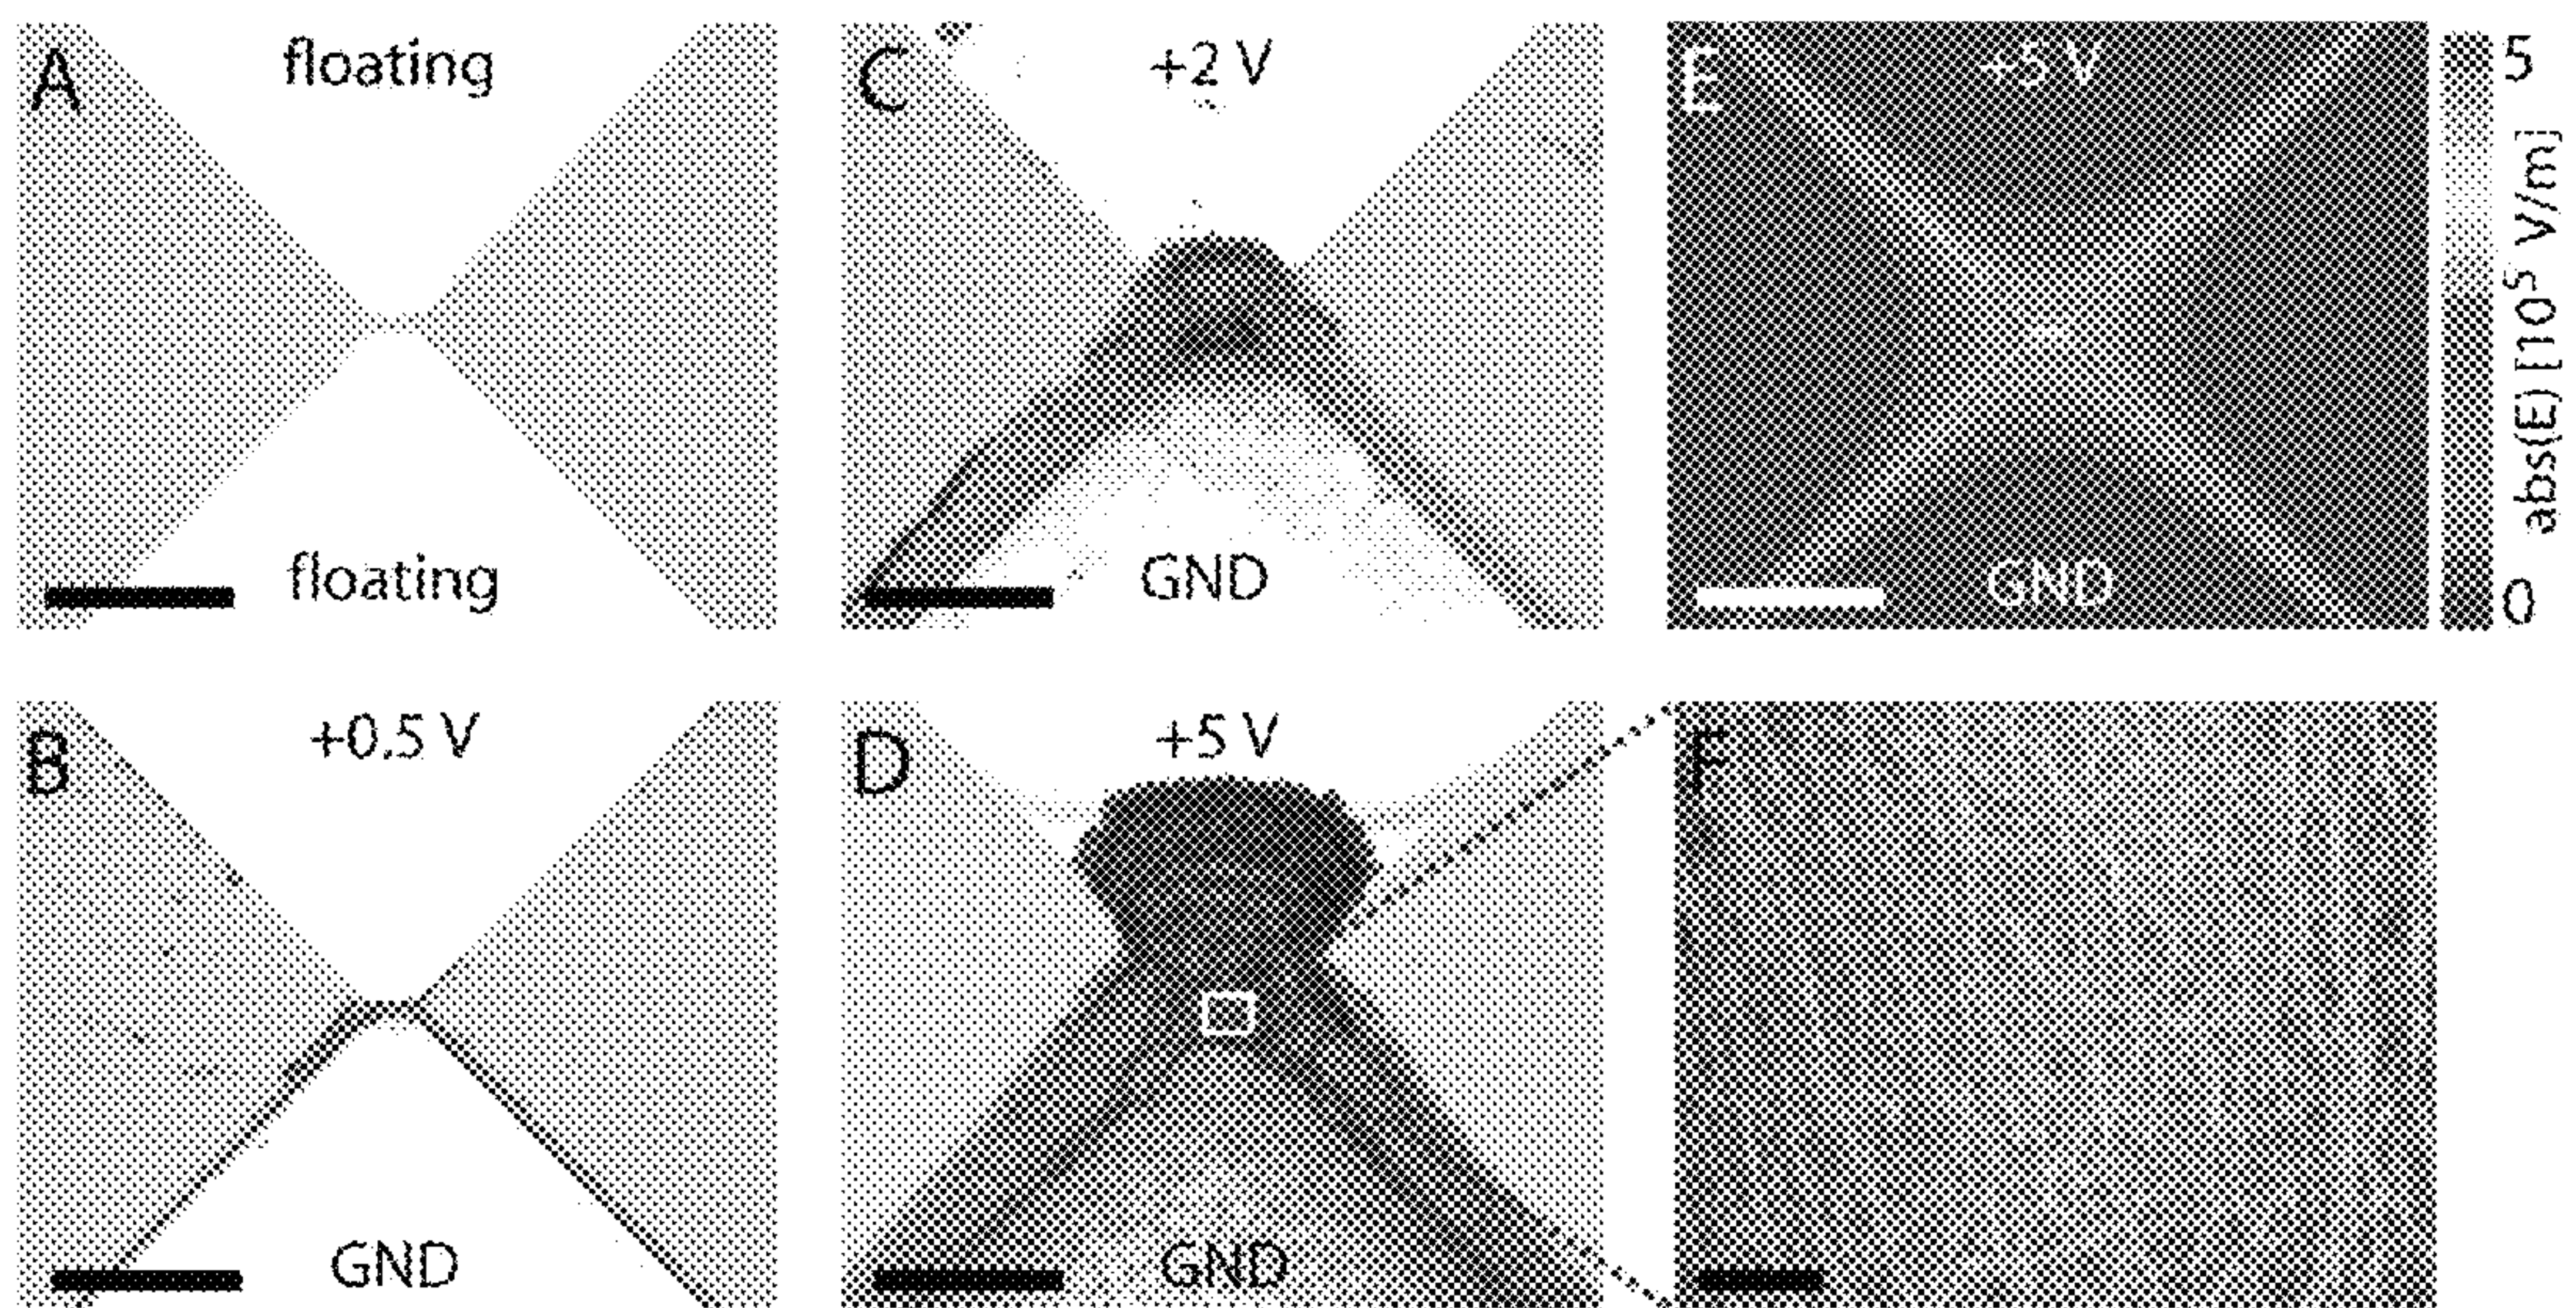 A
floating
floating
B
+0.5 V
GND
C
+2 V
GND
D
+5 V
GND
E
+5 V
GND
5
abs(E) [10⁵ V/m]
0
F